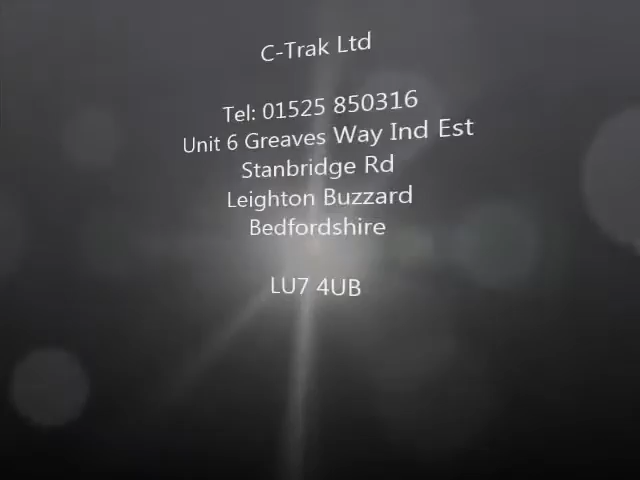 C-Trak Ltd
Tel: 01525 850316
Unit 6 Greaves Way Ind Est
Stanbridge Rd
Leighton Buzzard
Bedfordshire
LU7 4UB